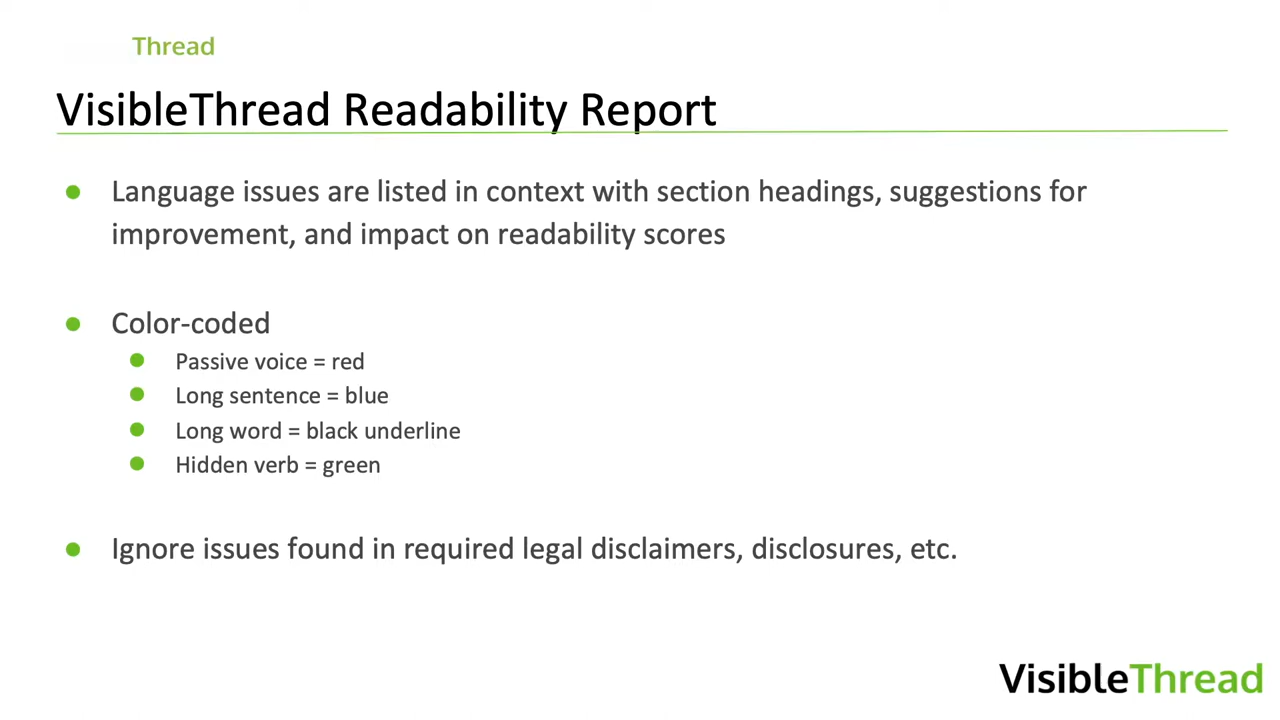 Thread
VisibleThread Readability Report
● Language issues are listed in context with section headings, suggestions for
improvement, and impact on readability scores
● Color-coded
● Passive voice = red
● Long sentence = blue
● Long word = black underline
● Hidden verb = green
● Ignore issues found in required legal disclaimers, disclosures, etc.
VisibleThread